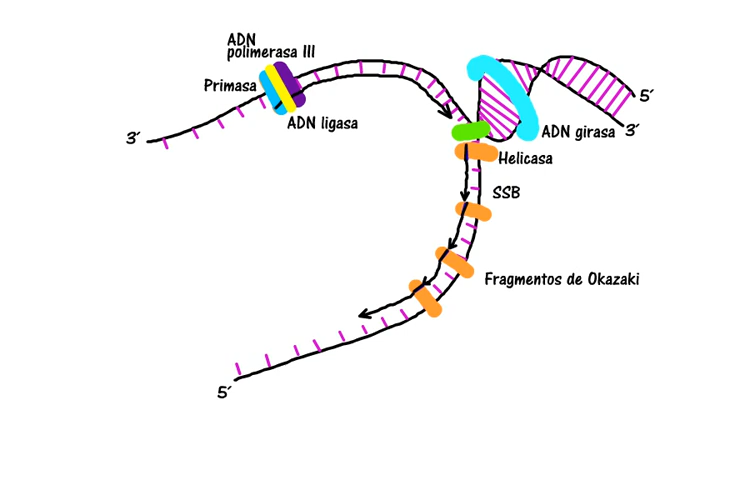 ADN
polimerasa III
Primasa
ADN ligasa
3´
5´
3´
ADN girasa
Helicasa
SSB
Fragmentos de Okazaki
5´